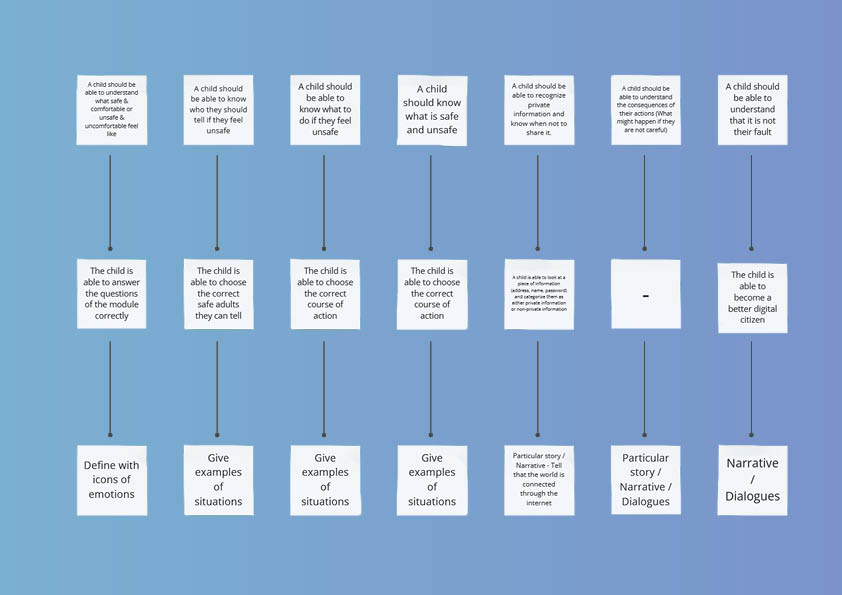 A child should be
able to understand
what safe &
comfortable or
unsafe &
uncomfortable feel
like
A child should
be able to know
who they should
tell if they feel
unsafe
A child should
be able to
know what to
do if they feel
unsafe
A child
should know
what is safe
and unsafe
A child should be
able to recognize
private
information and
know when not to
share it.
A child should be
able to understand
the consequences of
their actions (What
might happen if they
are not careful)
A child should
be able to
understand
that it is not
their fault
The child is
able to answer
the questions
of the module
correctly
The child is
able to choose
the correct
safe adults
they can tell
The child is
able to choose
the correct
course of
action
The child is
able to choose
the correct
course of
action
A child is able to look at a
piece of information
(address, name, password)
and categorize them as
either private information
or non-private information
-
The child is
able to
become a
better digital
citizen
Define with
icons of
emotions
Give
examples
of
situations
Give
examples
of
situations
Give
examples
of
situations
Particular story /
Narrative - Tell
that the world is
connected
through the
internet
Particular
story /
Narrative /
Dialogues
Narrative
/
Dialogues